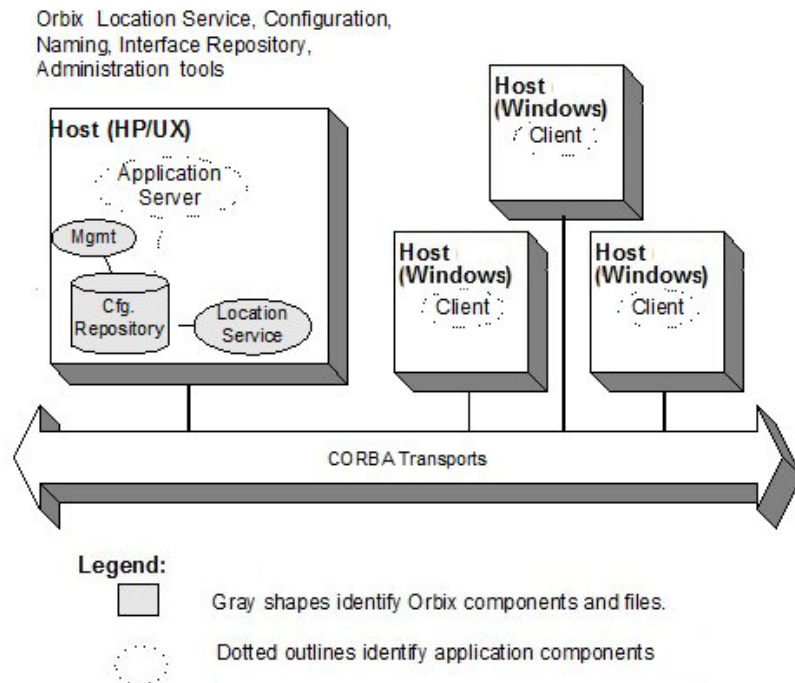 Orbix Location Service, Configuration,
Naming, Interface Repository,
Administration tools
Host (HP/UX)
Application
Server
Mgmt
Cfg.
Repository
Location
Service
Host
(Windows)
Client
Host
(Windows)
Client
Host
(Windows)
Client
CORBA Transports
Legend:
Gray shapes identify Orbix components and files.
Dotted outlines identify application components